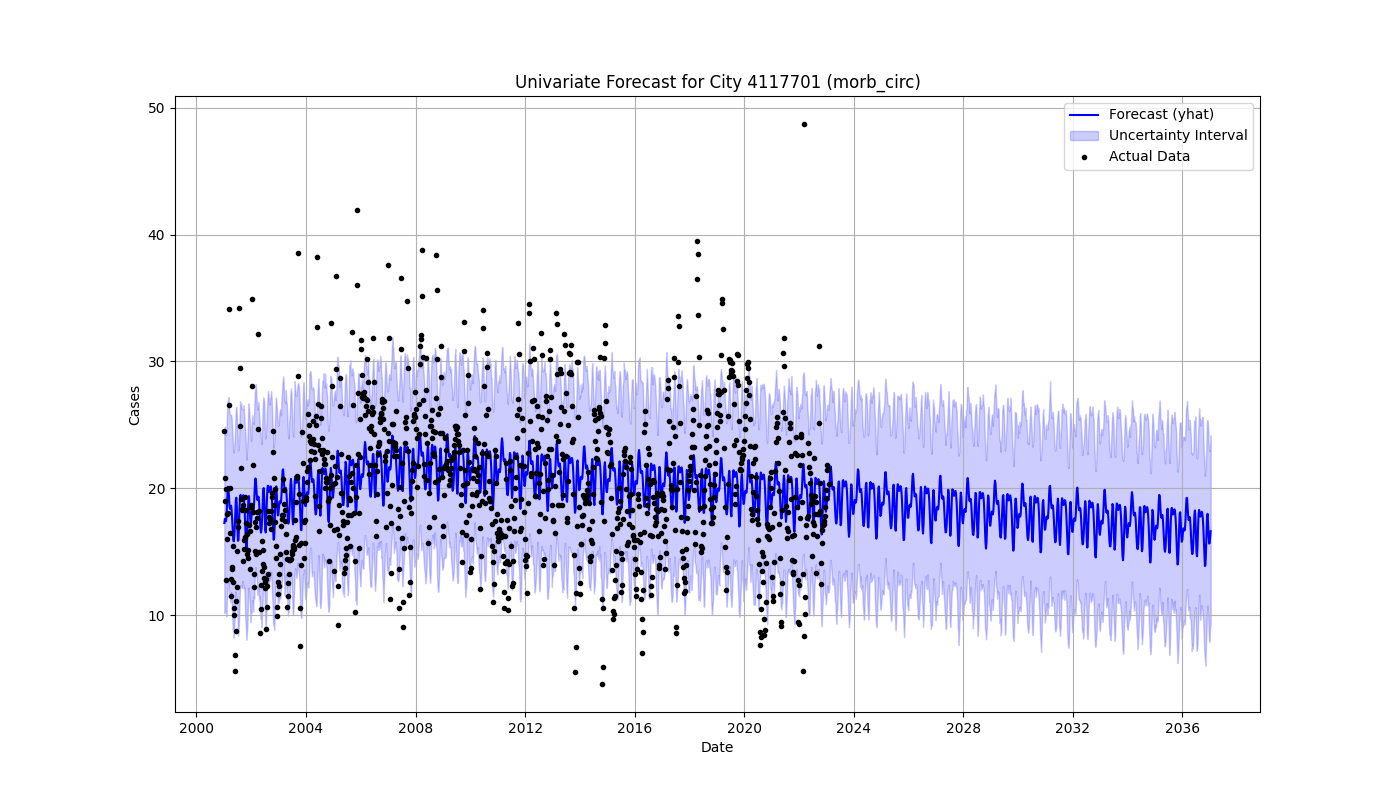 Univariate Forecast for City 4117701 (morb_circ)
Forecast (yhat)
Uncertainty Interval
Actual Data
50
40
30
20
10
Cases
2000 2004 2008 2012 2016 2020 2024 2028 2032 2036
Date